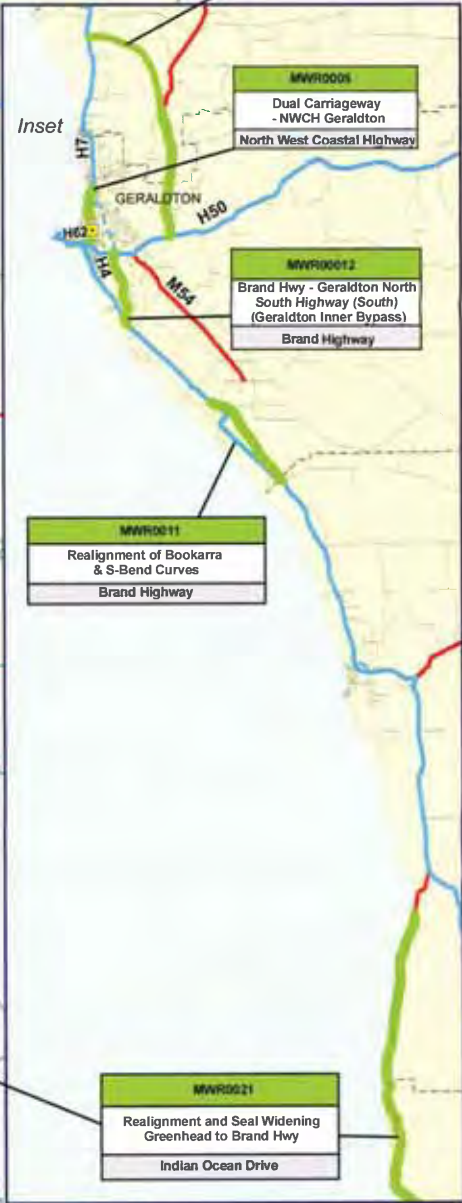 Inset
H7
MWR0005
Dual Carriageway
- NWCH Geraldton
North West Coastal Highway
GERALDTON
H50
H62
H4
M54
MWR00012
Brand Hwy - Geraldton North
South Highway (South)
(Geraldton Inner Bypass)
Brand Highway
MWR0011
Realignment of Bookarra
& S-Bend Curves
Brand Highway
MWR0021
Realignment and Seal Widening
Greenhead to Brand Hwy
Indian Ocean Drive